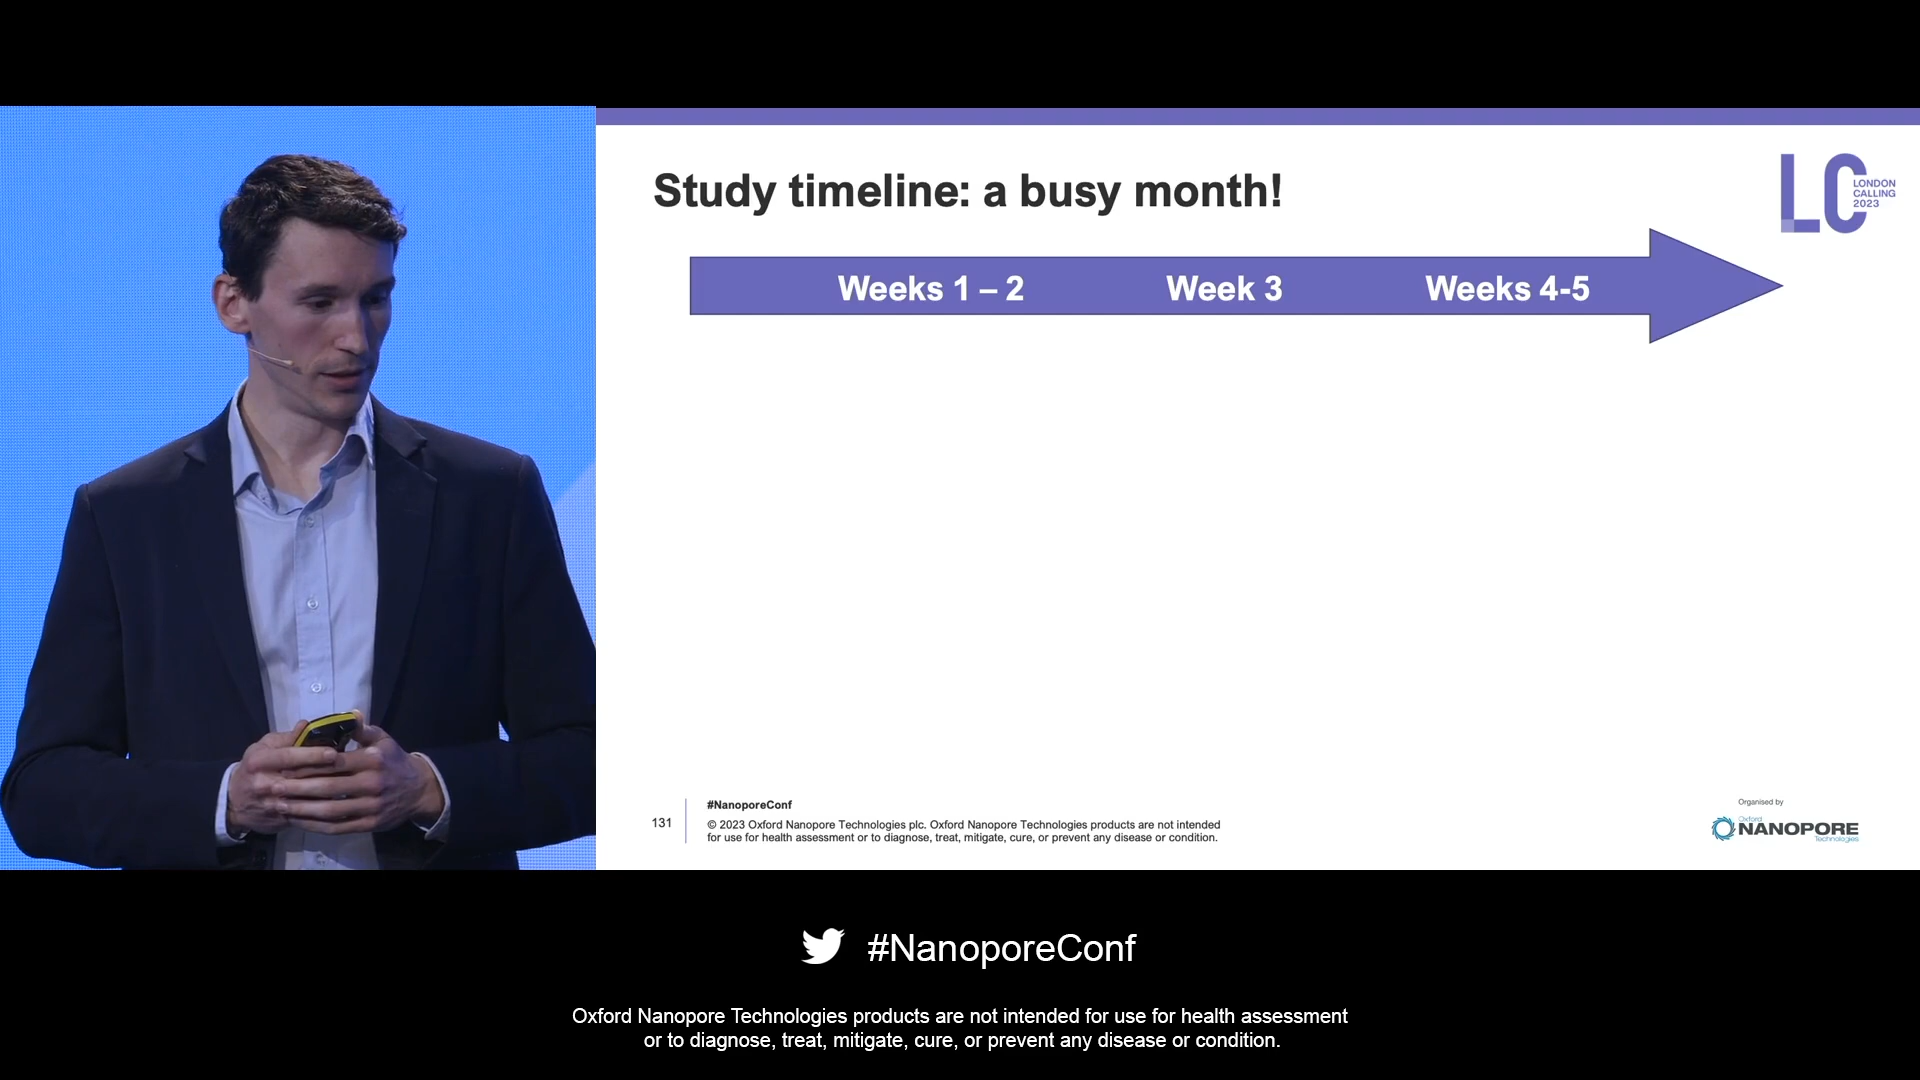 Study timeline: a busy month!
LC
LONDON
CALLING
2023
Weeks 1 – 2
Week 3
Weeks 4-5
131
#NanoporeConf
© 2023 Oxford Nanopore Technologies plc. Oxford Nanopore Technologies products are not intended
for use for health assessment or to diagnose, treat, mitigate, cure, or prevent any disease or condition.
Organised by
Oxford
NANOPORE
Technologies
#NanoporeConf
Oxford Nanopore Technologies products are not intended for use for health assessment
or to diagnose, treat, mitigate, cure, or prevent any disease or condition.